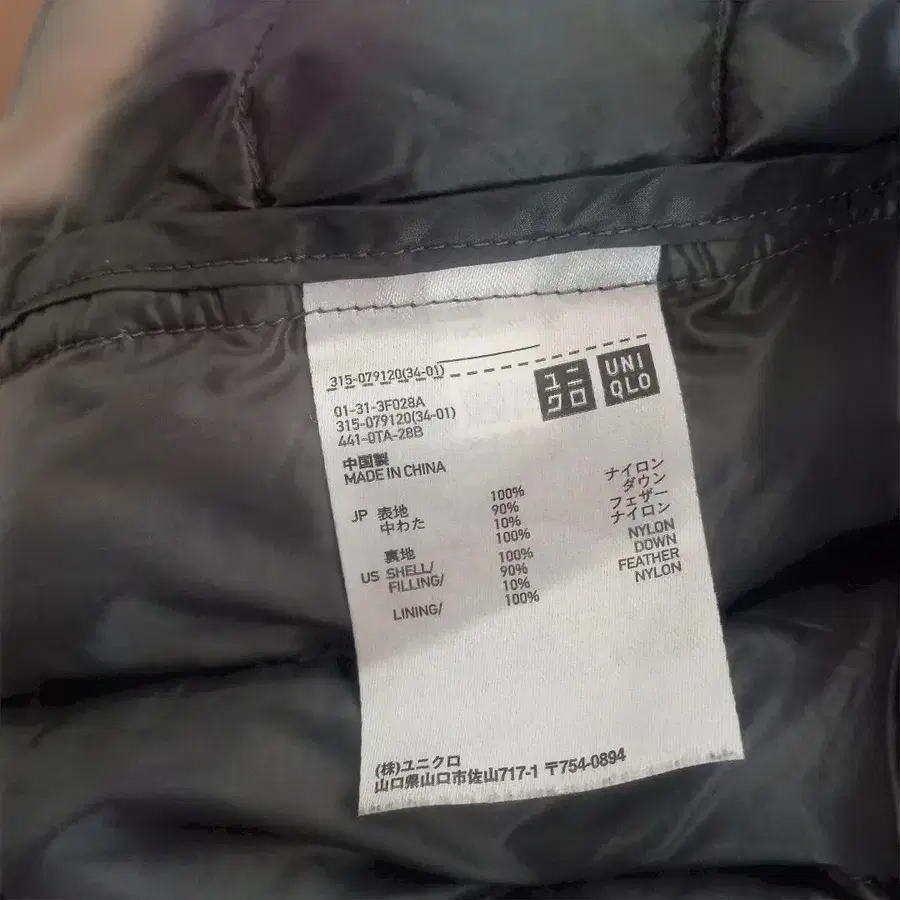 315-079120(34-01)
ユニ
クロ
UNI
QLO
01-31-3F028A
315-079120(34-01)
441-0TA-28B
中国製
MADE IN CHINA
JP 表地 100% ナイロン
中わた 90% ダウン
10% フェザー
裏地 100% ナイロン
US SHELL/ 100% NYLON
FILLING/ 90% DOWN
10% FEATHER
LINING/ 100% NYLON
(株)ユニクロ
山口県山口市佐山717-1 〒754-0894